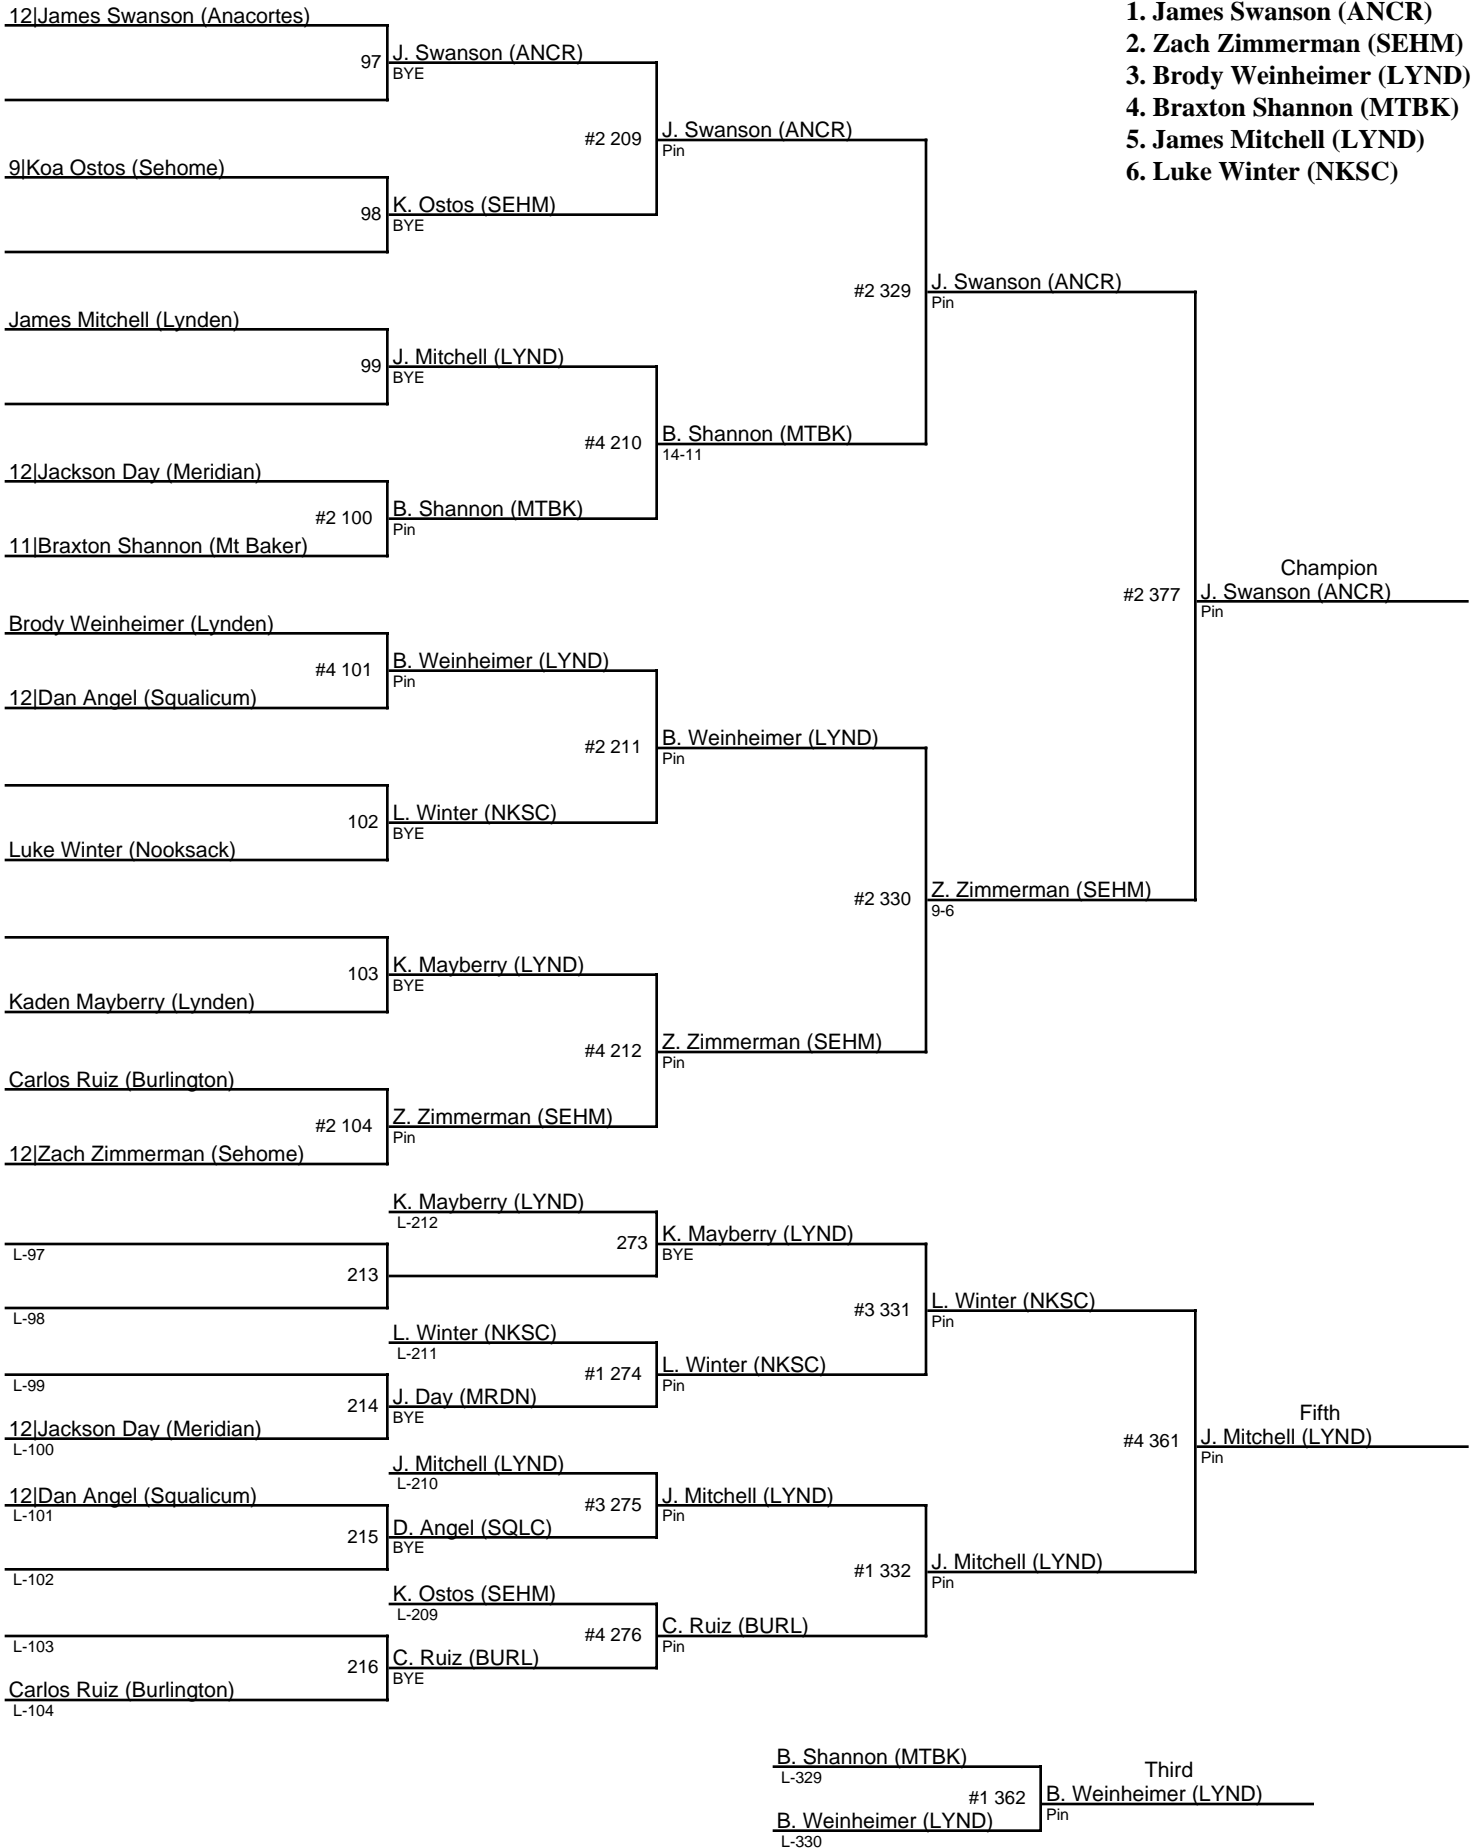 12|James Swanson (Anacortes)
97
J. Swanson (ANCR)
BYE
#2 209
J. Swanson (ANCR)
Pin
9|Koa Ostos (Sehome)
98
K. Ostos (SEHM)
BYE
#2 329
J. Swanson (ANCR)
Pin
James Mitchell (Lynden)
99
J. Mitchell (LYND)
BYE
#4 210
B. Shannon (MTBK)
14-11
12|Jackson Day (Meridian)
#2 100
B. Shannon (MTBK)
Pin
11|Braxton Shannon (Mt Baker)
1. James Swanson (ANCR)
2. Zach Zimmerman (SEHM)
3. Brody Weinheimer (LYND)
4. Braxton Shannon (MTBK)
5. James Mitchell (LYND)
6. Luke Winter (NKSC)
#2 377
Champion
J. Swanson (ANCR)
Pin
Brody Weinheimer (Lynden)
#4 101
B. Weinheimer (LYND)
Pin
12|Dan Angel (Squalicum)
#2 211
B. Weinheimer (LYND)
Pin
102
L. Winter (NKSC)
BYE
Luke Winter (Nooksack)
#2 330
Z. Zimmerman (SEHM)
9-6
103
K. Mayberry (LYND)
BYE
Kaden Mayberry (Lynden)
#4 212
Z. Zimmerman (SEHM)
Pin
Carlos Ruiz (Burlington)
#2 104
Z. Zimmerman (SEHM)
Pin
12|Zach Zimmerman (Sehome)
K. Mayberry (LYND)
L-212
273
K. Mayberry (LYND)
BYE
L-97
213
L-98
#3 331
L. Winter (NKSC)
Pin
L. Winter (NKSC)
L-211
#1 274
L. Winter (NKSC)
Pin
L-99
214
J. Day (MRDN)
BYE
12|Jackson Day (Meridian)
L-100
#4 361
Fifth
J. Mitchell (LYND)
Pin
J. Mitchell (LYND)
L-210
12|Dan Angel (Squalicum)
L-101
#3 275
J. Mitchell (LYND)
Pin
215
D. Angel (SQLC)
BYE
L-102
#1 332
J. Mitchell (LYND)
Pin
K. Ostos (SEHM)
L-209
#4 276
C. Ruiz (BURL)
Pin
L-103
216
C. Ruiz (BURL)
BYE
Carlos Ruiz (Burlington)
L-104
B. Shannon (MTBK)
L-329
#1 362
Third
B. Weinheimer (LYND)
Pin
B. Weinheimer (LYND)
L-330